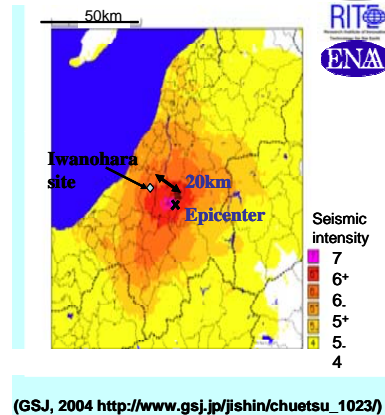 50km
RITE
ENAA
Iwanohara
site
20km
Epicenter
Seismic
intensity
7
6+
6-
5+
5-
4
(GSJ, 2004 http://www.gsj.jp/jishin/chuetsu_1023/)